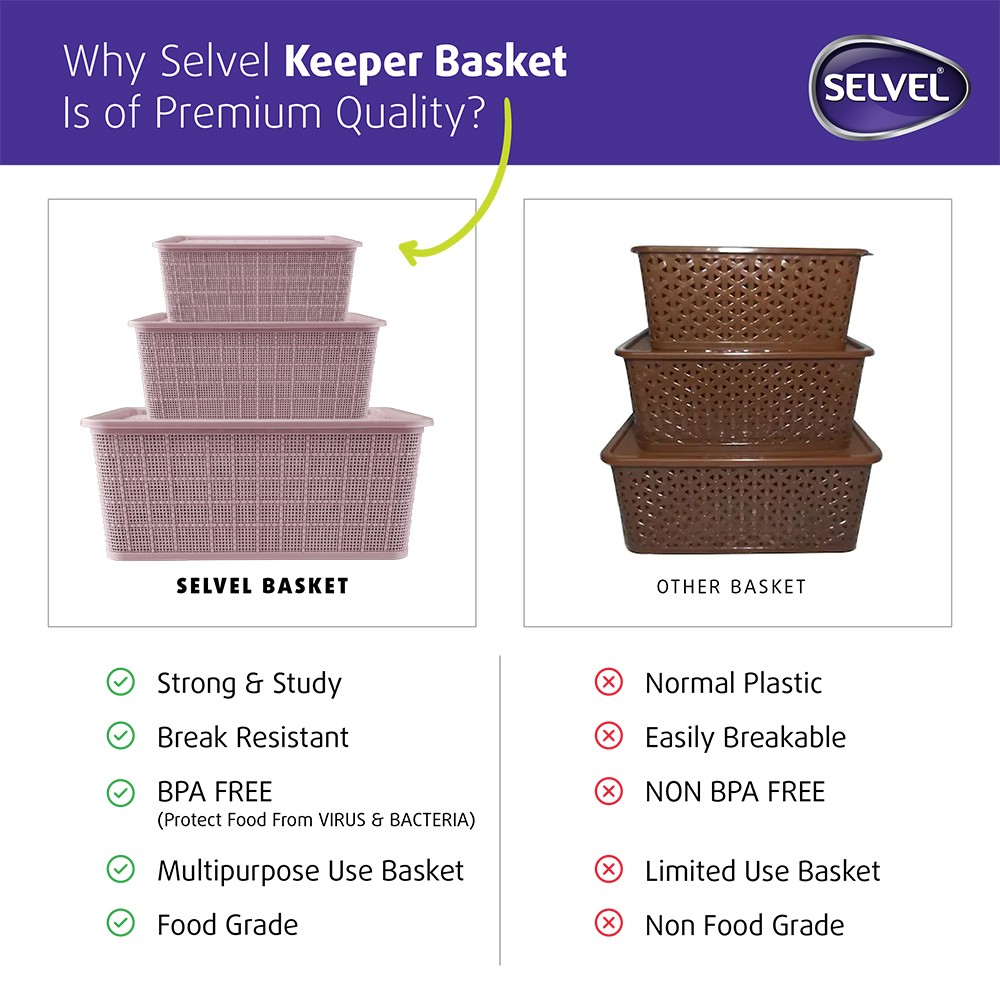 Why Selvel Keeper Basket
Is of Premium Quality?
SELVEL®
SELVEL BASKET
OTHER BASKET
Strong & Study
Break Resistant
BPA FREE
(Protect Food From VIRUS & BACTERIA)
Multipurpose Use Basket
Food Grade
Normal Plastic
Easily Breakable
NON BPA FREE
Limited Use Basket
Non Food Grade